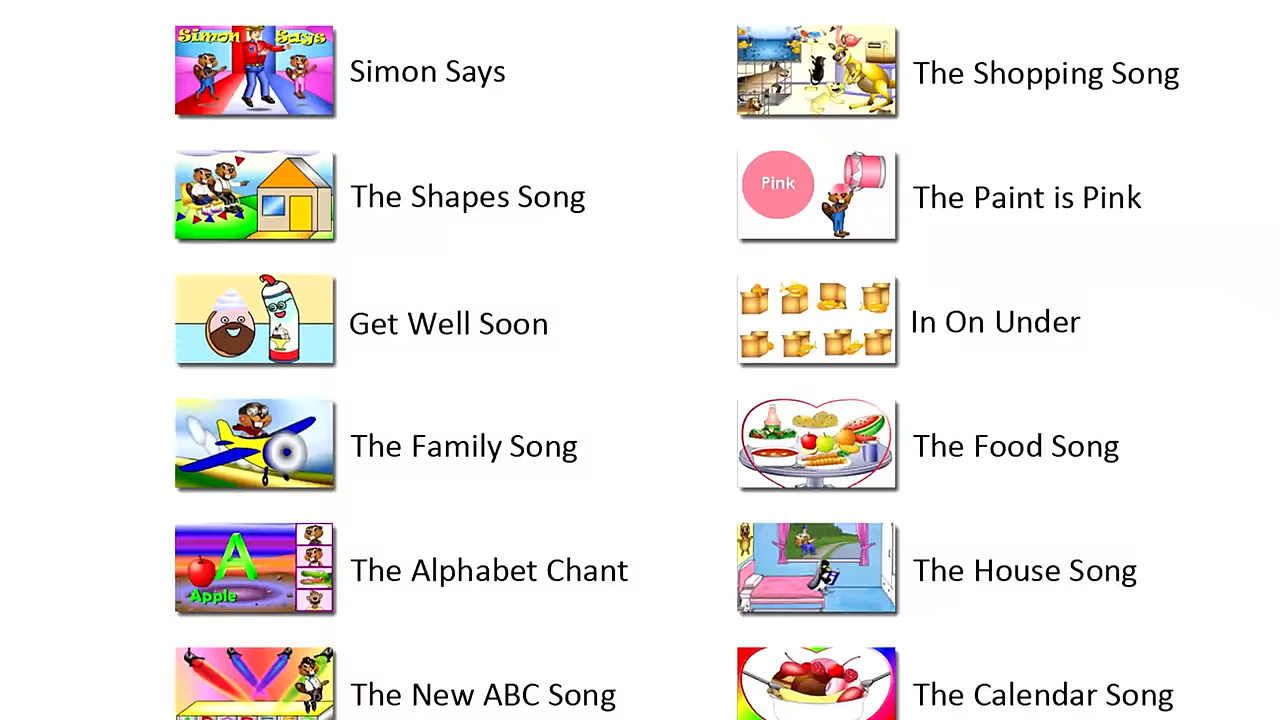 Simon Says
Simon Says
The Shapes Song
Get Well Soon
The Family Song
A
Apple
The Alphabet Chant
The New ABC Song
The Shopping Song
Pink
The Paint is Pink
In On Under
The Food Song
The House Song
The Calendar Song